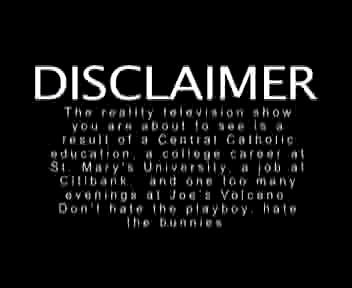 DISCLAIMER
The reality television show
you are about to see is a
result of a Central Catholic
education, a college career at
St. Mary's University, a job at
Citibank, and one too many
evenings at Joe's Volcano
Don't hate the playboy, hate
the bunnies